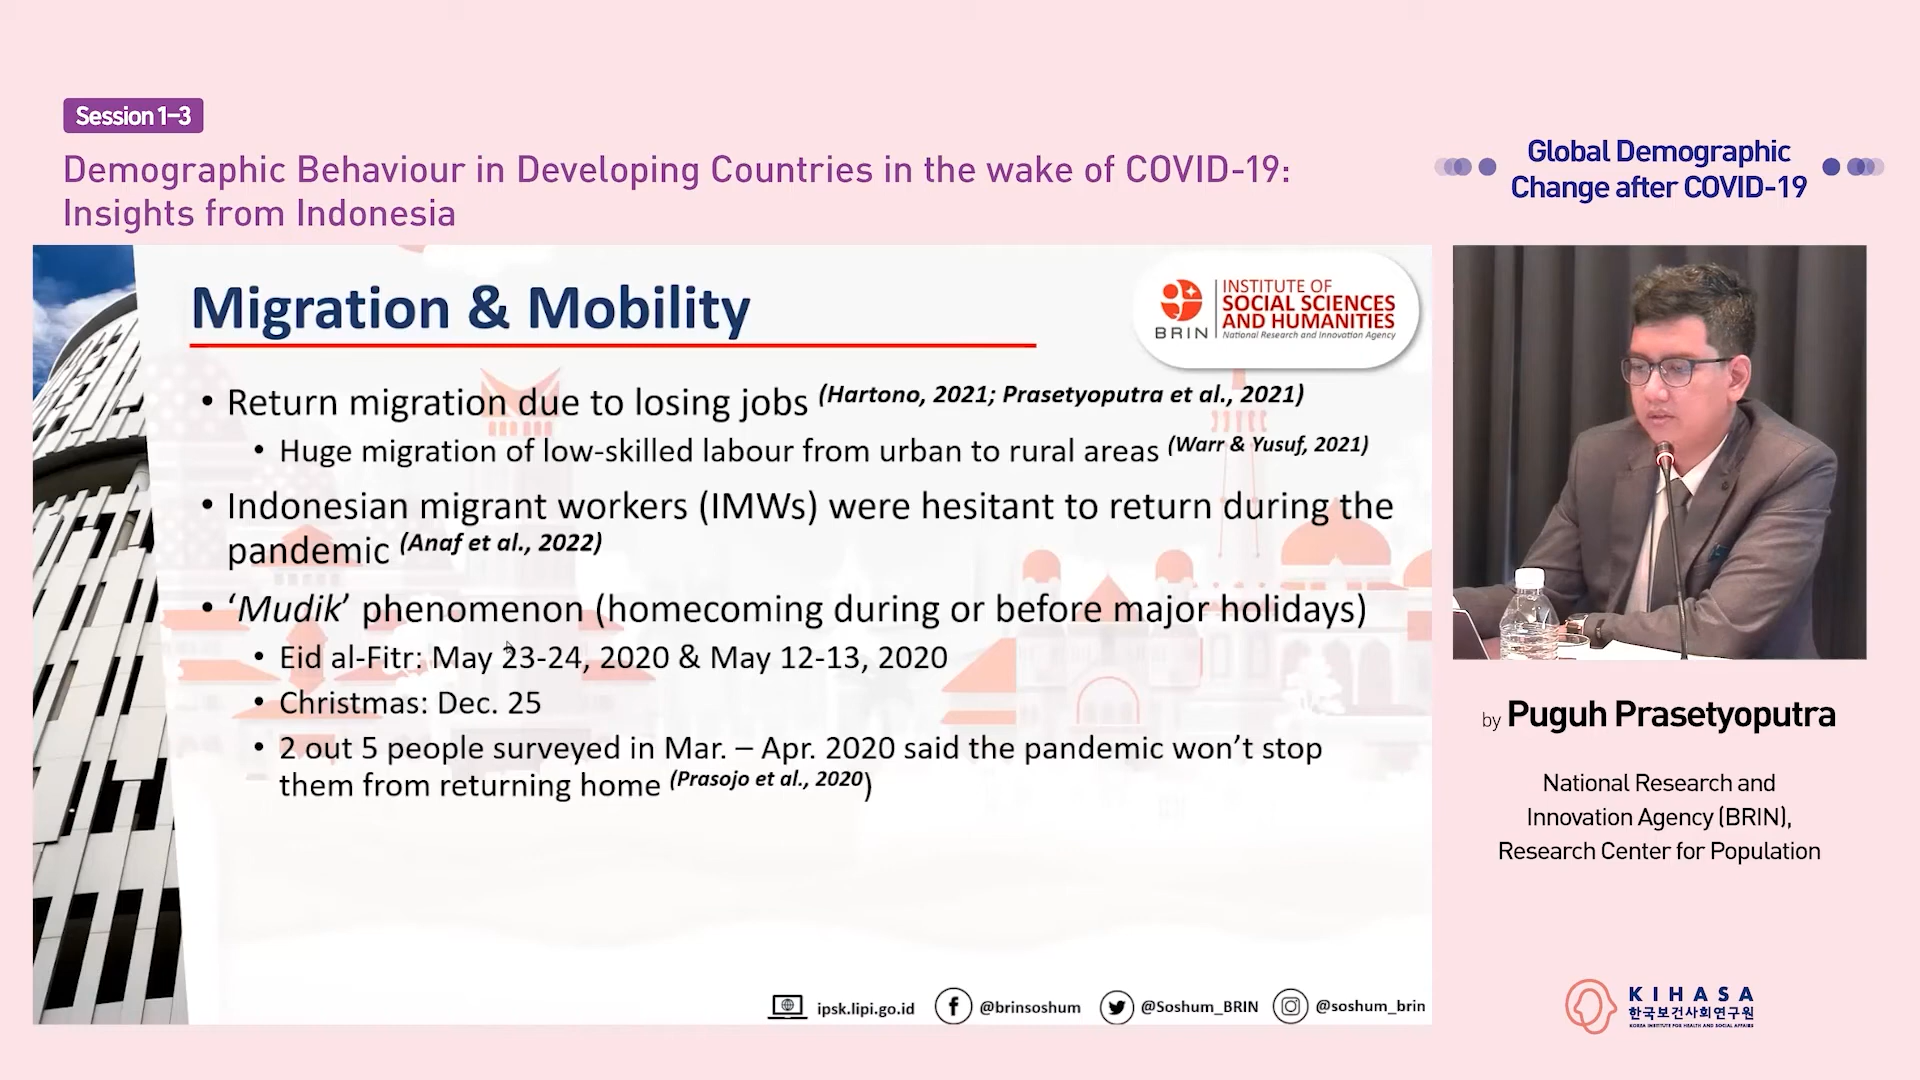 Session 1–3
Demographic Behaviour in Developing Countries in the wake of COVID-19:
Insights from Indonesia
Global Demographic
Change after COVID-19
Migration & Mobility
BRIN
INSTITUTE OF
SOCIAL SCIENCES
AND HUMANITIES
National Research and Innovation Agency
• Return migration due to losing jobs (Hartono, 2021; Prasetyoputra et al., 2021)
• Huge migration of low-skilled labour from urban to rural areas (Warr & Yusuf, 2021)
• Indonesian migrant workers (IMWs) were hesitant to return during the
pandemic (Anaf et al., 2022)
• ‘Mudik’ phenomenon (homecoming during or before major holidays)
• Eid al-Fitr: May 23-24, 2020 & May 12-13, 2020
• Christmas: Dec. 25
• 2 out 5 people surveyed in Mar. – Apr. 2020 said the pandemic won’t stop
them from returning home (Prasojo et al., 2020)
ipsk.lipi.go.id
@brinsoshum
@Soshum_BRIN
@soshum_brin
by Puguh Prasetyoputra
National Research and
Innovation Agency (BRIN),
Research Center for Population
KIHASA
한국보건사회연구원
KOREA INSTITUTE FOR HEALTH AND SOCIAL AFFAIRS